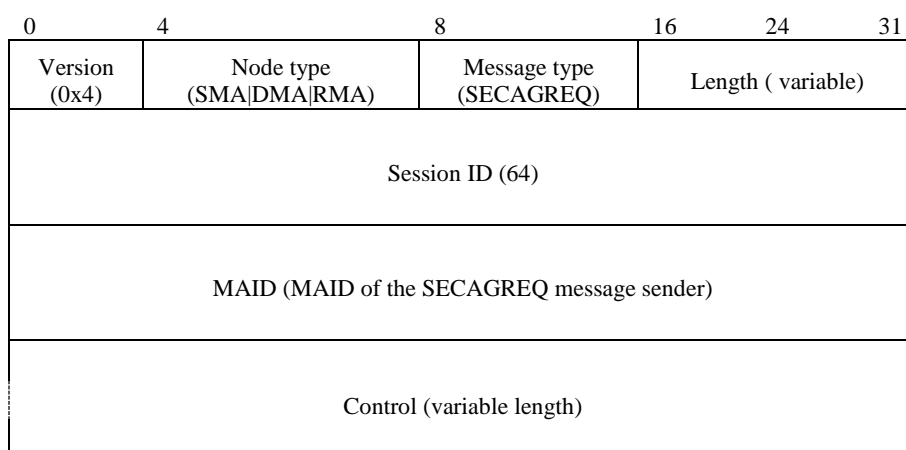 0 4 8 16 24 31
Version Node type Message type Length ( variable)
(0x4) (SMA|DMA|RMA) (SECAGREQ)
Session ID (64)
MAID (MAID of the SECAGREQ message sender)
Control (variable length)